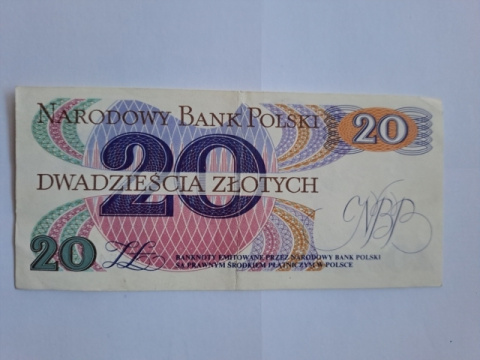 NARODOWY BANK POLSKI
20
20
DWADZIEŚCIA ZŁOTYCH
NBP
20
BANKNOTY EMITOWANE PRZEZ NARODOWY BANK POLSKI
SĄ PRAWNYM ŚRODKIEM PŁATNICZYM W POLSCE